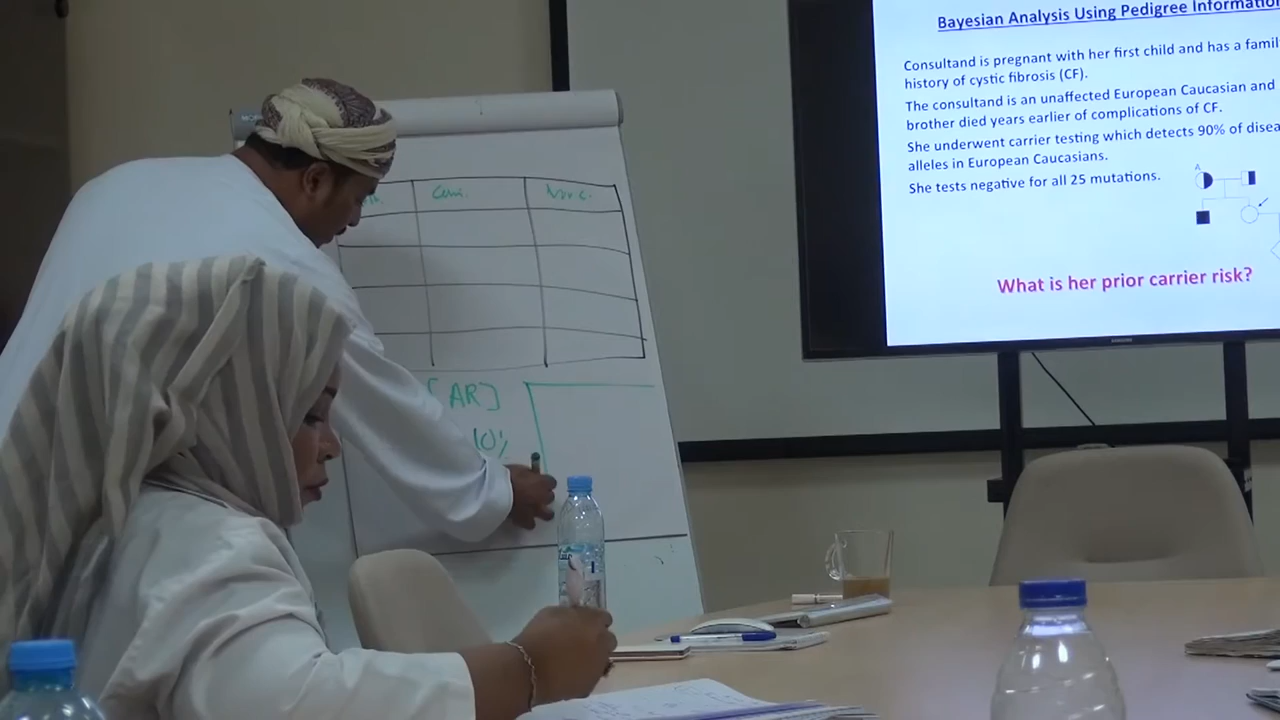 Bayesian Analysis Using Pedigree Information
Consultand is pregnant with her first child and has a
history of cystic fibrosis (CF).
The consultand is an unaffected European Caucasian and
brother died years earlier of complications of CF.
She underwent carrier testing which detects 90% of
alleles in European Caucasians.
She tests negative for all 25 mutations.
A
What is her prior carrier risk?
SAMSUNG
[AR]
10%